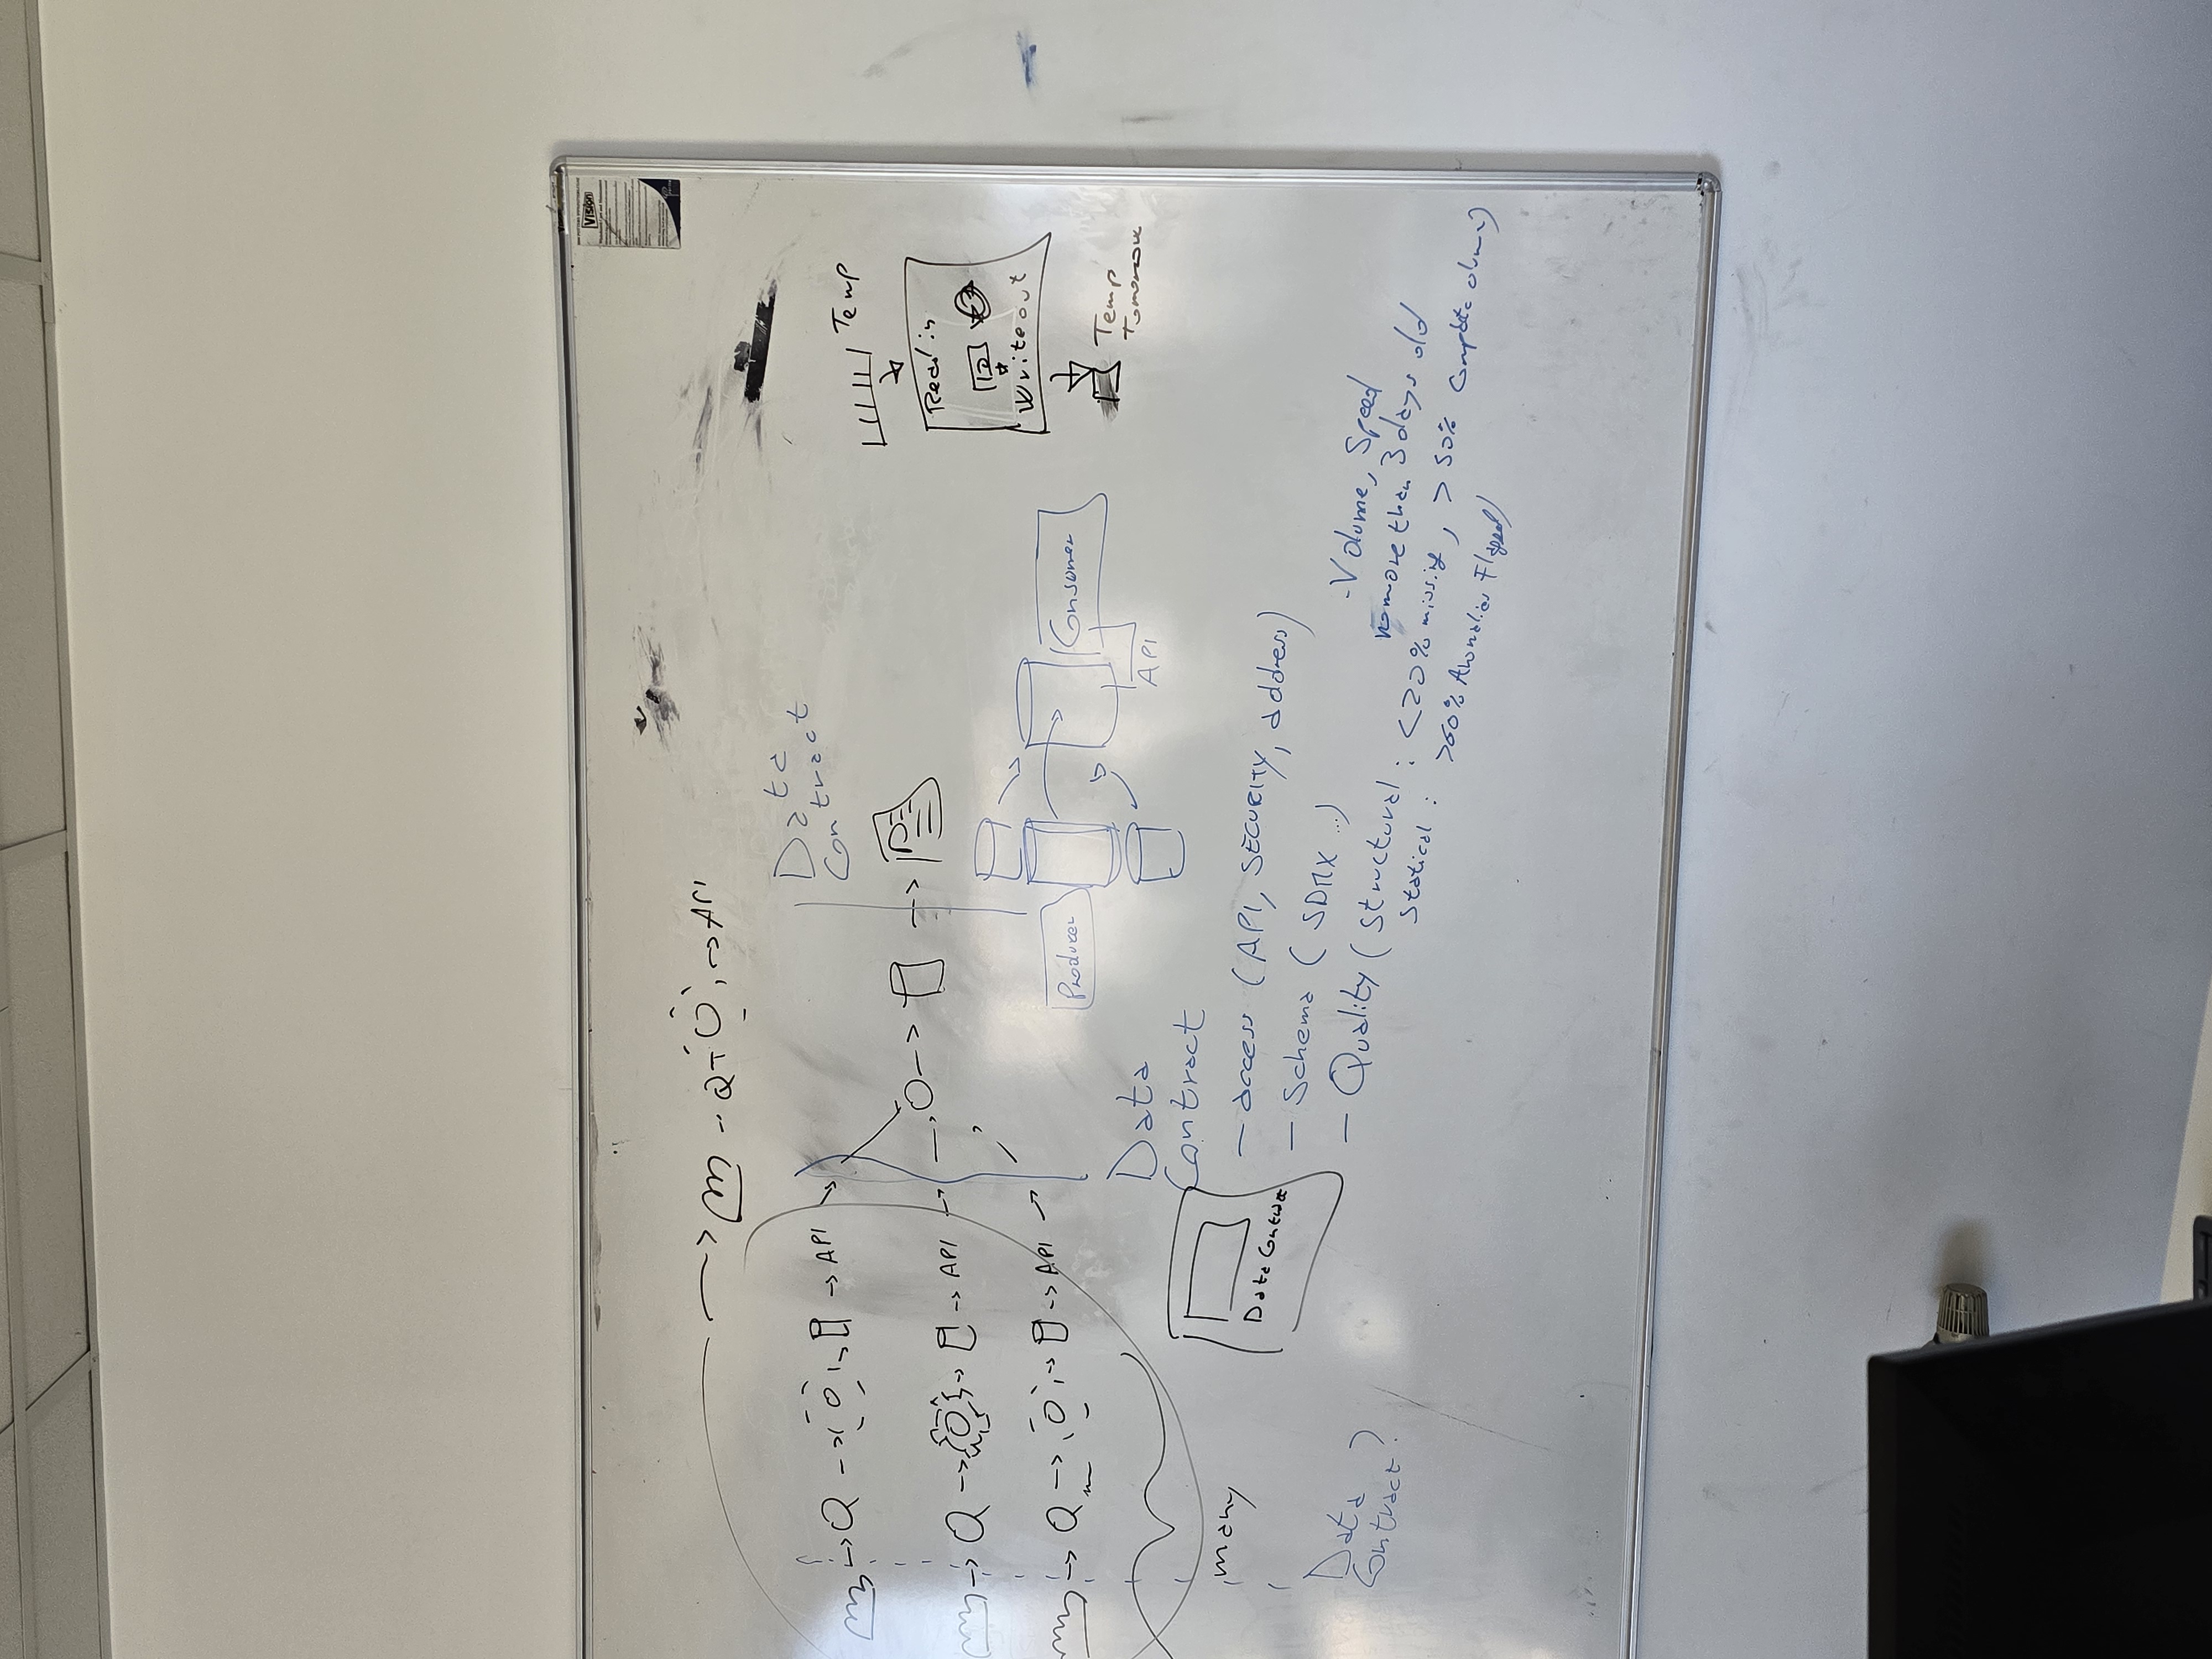 Vision
Q → API
Q → API
Data
Contract
Q → API
Q → API
Temp
Read in
Write out
Temp
Tomorrow
Producer
Consumer
API
many
Data
Contract
Data Contract
- access (API, SECURITY, address)
- Schema (SDMX ...)
- Quality (Structural : <20% missing, > 50% Complete
Statical : >60% Anomalies Flagged)
- Volume, Speed
no more than 3 days old
Data
Contract ?